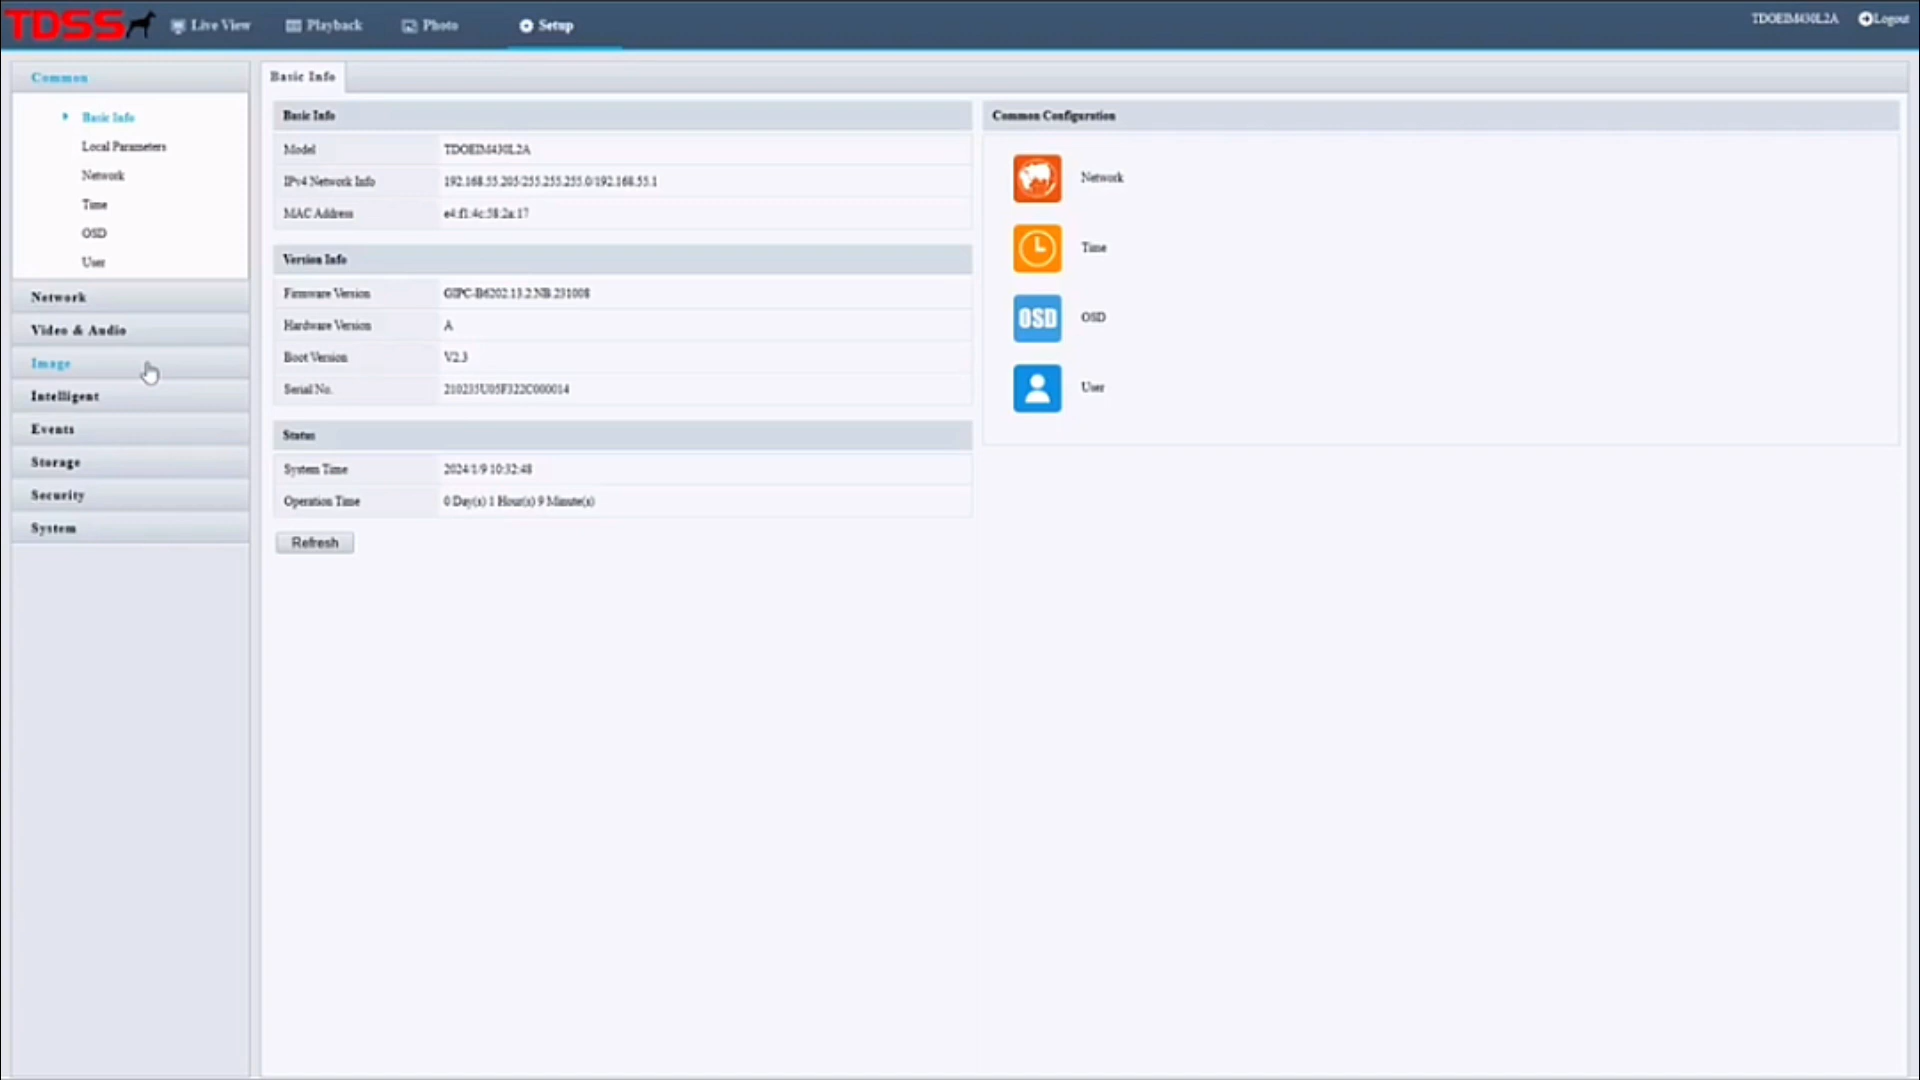 TDSS
Live View
Playback
Photo
Setup
TDOEIM430L2A
Logout
Common
Basic Info
Local Parameters
Network
Time
OSD
User
Network
Video & Audio
Image
Intelligent
Events
Storage
Security
System
Basic Info
Basic Info
Model TDOEIM430L2A
IPv4 Network Info 192.168.55.205/255.255.255.0/192.168.55.1
MAC Address e4:f1:4c:58:2a:17
Version Info
Firmware Version GIPC-B6202.13.2.NB.231008
Hardware Version A
Boot Version V2.3
Serial No. 210235U05F322C000014
Status
System Time 2024/1/9 10:32:48
Operation Time 0 Day(s) 1 Hour(s) 9 Minute(s)
Refresh
Common Configuration
Network
Time
OSD OSD
User